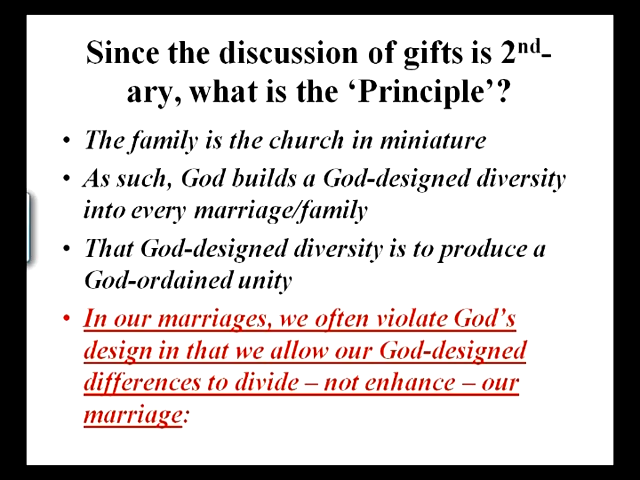 Since the discussion of gifts is 2nd-
ary, what is the ‘Principle’?
• The family is the church in miniature
• As such, God builds a God-designed diversity
into every marriage/family
• That God-designed diversity is to produce a
God-ordained unity
• In our marriages, we often violate God’s
design in that we allow our God-designed
differences to divide – not enhance – our
marriage: